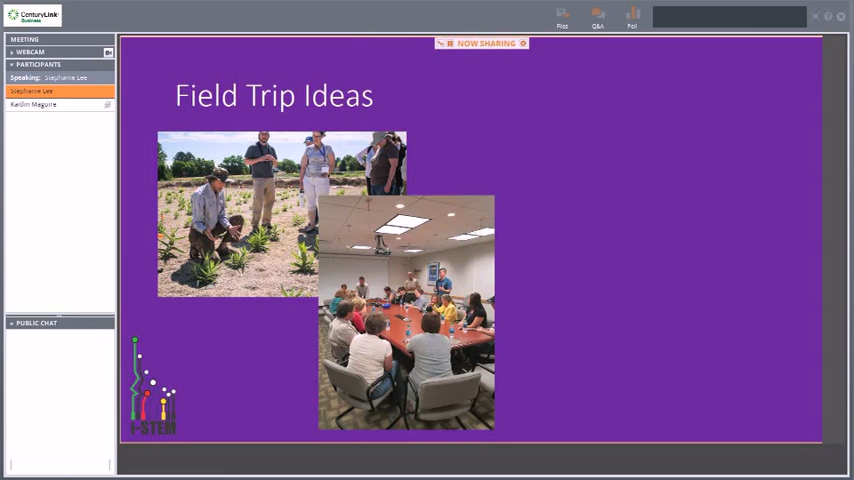 CenturyLink
Business
Files
Q&A
Poll
MEETING
WEBCAM
PARTICIPANTS
Speaking: Stephanie Lee
Stephanie Lee
Kaitlin Maguire
PUBLIC CHAT
NOW SHARING
Field Trip Ideas
i-STEM